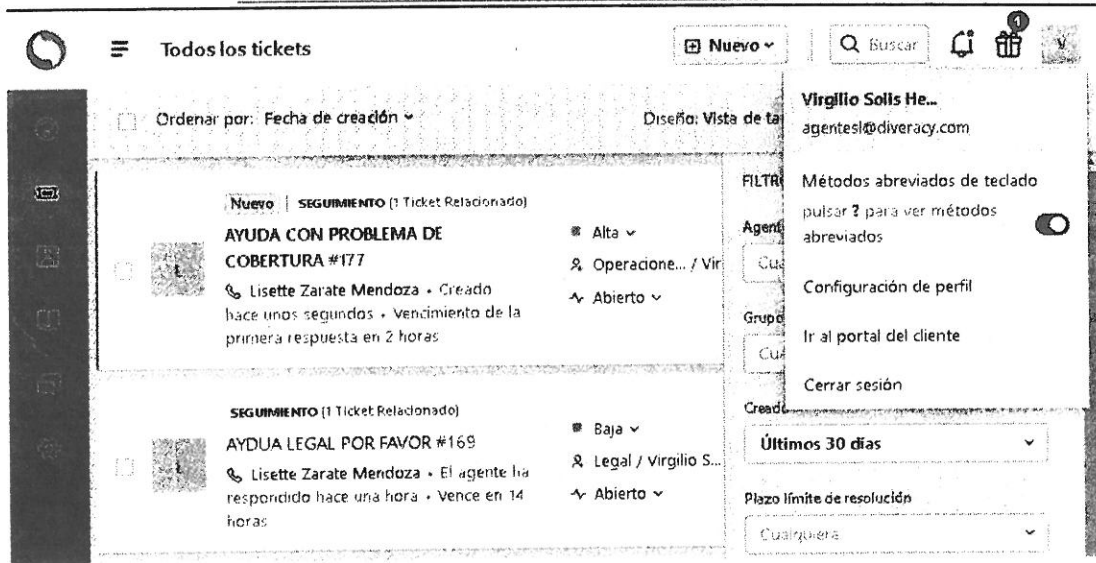 1
Todos los tickets
Nuevo
Buscar
V
Ordenar por: Fecha de creación
Diseño: Vista de ta
Virgilio Solis He...
agentesl@diveracy.com
Métodos abreviados de teclado
pulsar ? para ver métodos
abreviados
Configuración de perfil
Ir al portal del cliente
Cerrar sesión
Nuevo | SEGUIMIENTO (1 Ticket Relacionado)
AYUDA CON PROBLEMA DE
COBERTURA #177
Lisette Zarate Mendoza • Creado
hace unos segundos • Vencimiento de la
primera respuesta en 2 horas
L
Alta
Operacione... / Vir
Abierto
SEGUIMIENTO (1 Ticket Relacionado)
AYDUA LEGAL POR FAVOR #169
Lisette Zarate Mendoza • El agente ha
respondido hace una hora • Vence en 14
horas
Baja
Legal / Virgilio S...
Abierto
FILTR
Agent
Cua
Grupo
Cua
Creado
Últimos 30 días
Plazo límite de resolución
Cualquiera